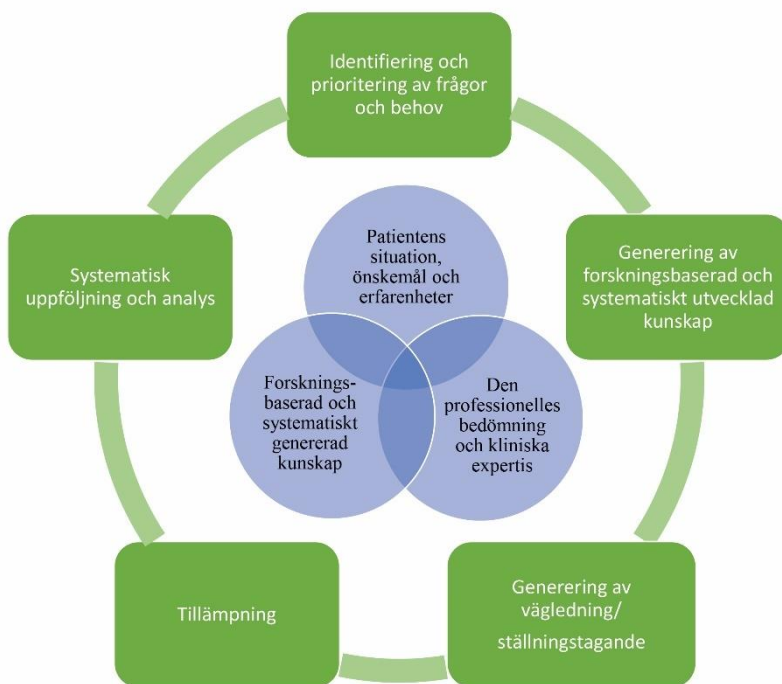 Identifiering och
prioritering av frågor
och behov
Systematisk
uppföljning och analys
Patientens
situation,
önskemål och
erfarenheter
Generering av
forskningsbaserad och
systematiskt utvecklad
kunskap
Forsknings-
baserad och
systematiskt
genererad
kunskap
Den
professionelles
bedömning
och kliniska
expertis
Tillämpning
Generering av
vägledning/
ställningstagande